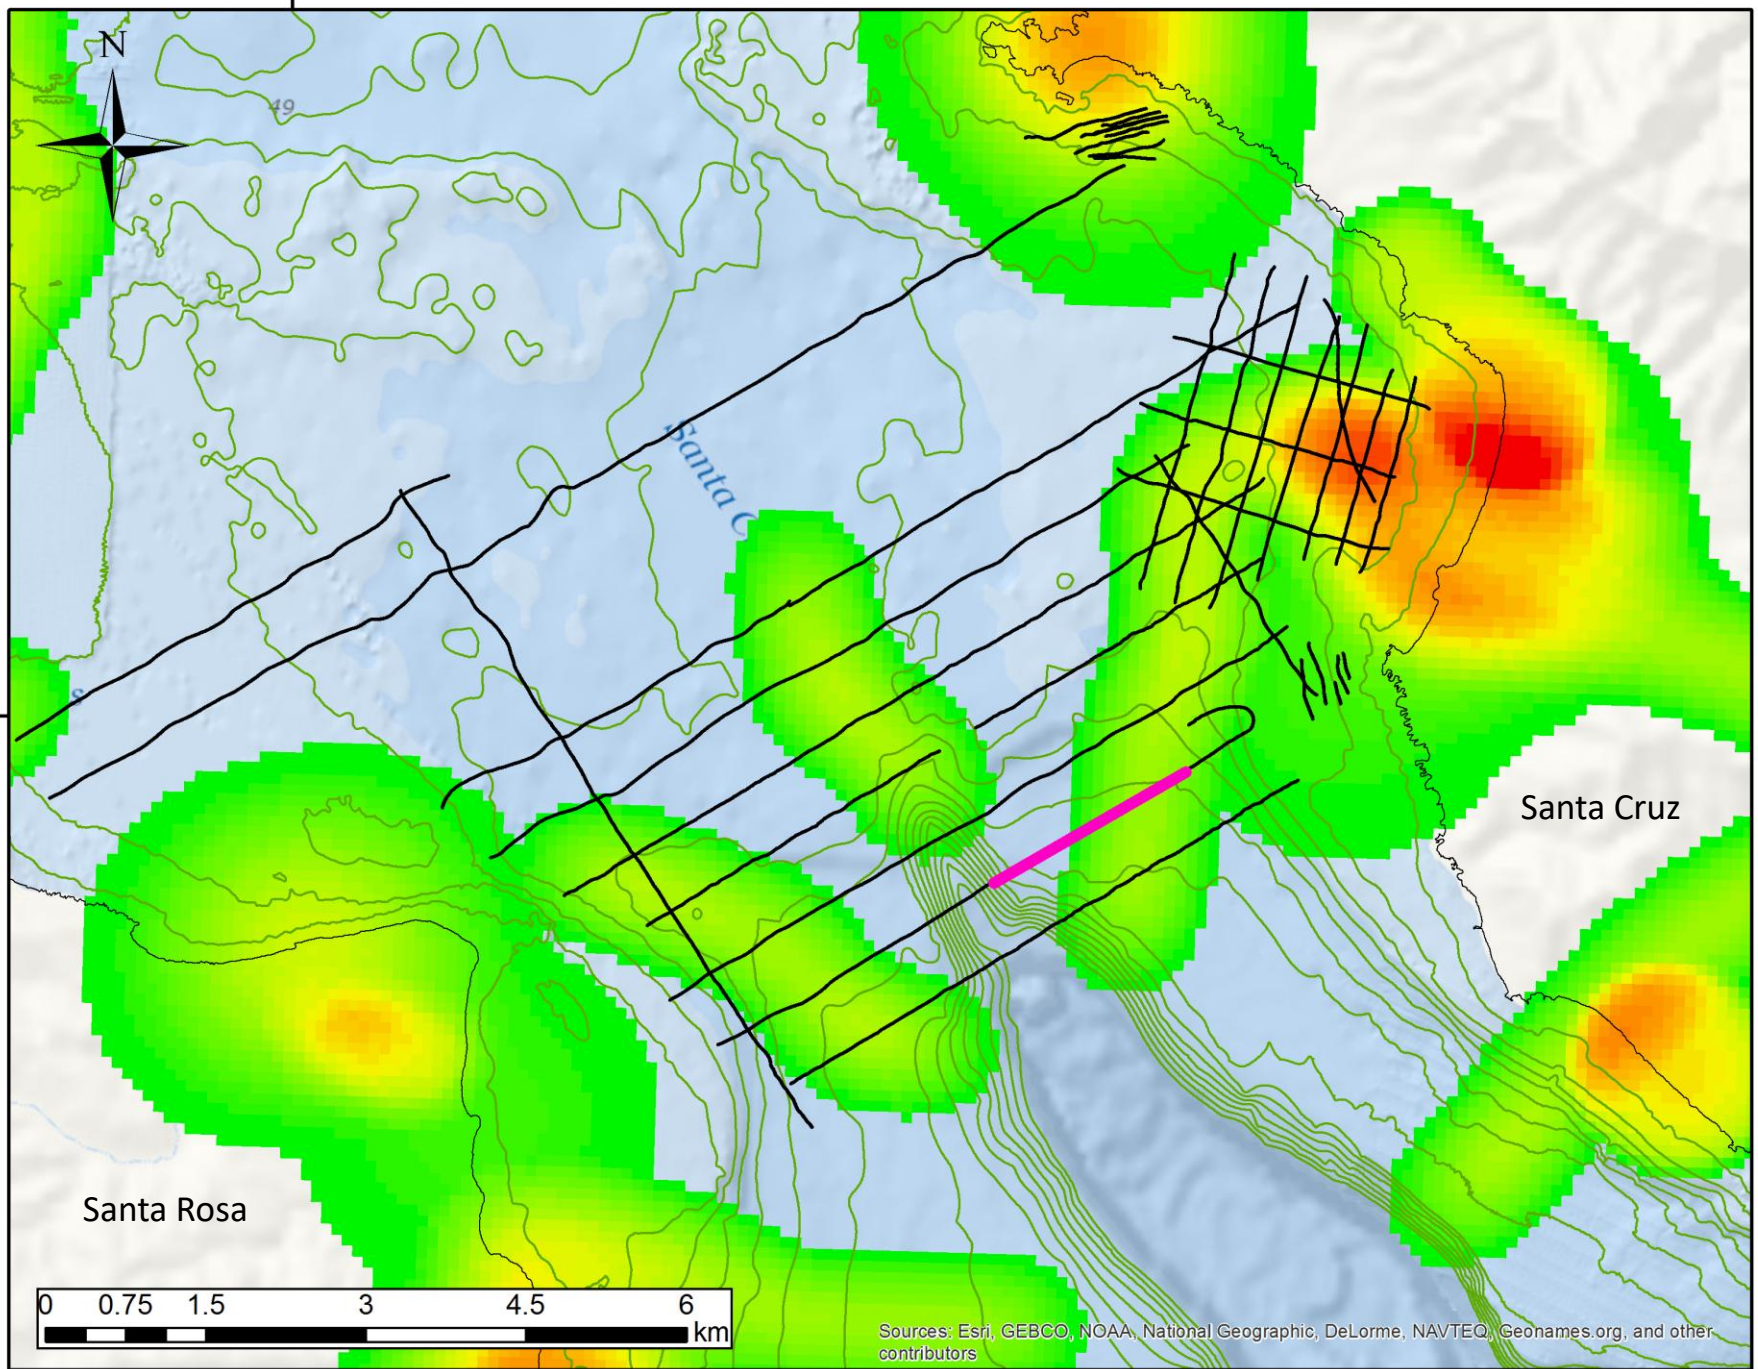 N
49
Santa C
s
Santa Cruz
Santa Rosa
0 0.75 1.5 3 4.5 6
km
Sources: Esri, GEBCO, NOAA, National Geographic, DeLorme, NAVTEQ, Geonames.org, and other
contributors